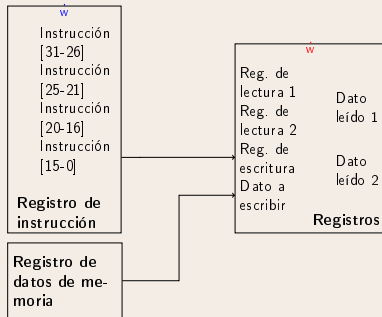 w
Instrucción
[31-26]
Instrucción
[25-21]
Instrucción
[20-16]
Instrucción
[15-0]
Registro de
instrucción
Registro de
datos de me-
moria
w
Reg. de
lectura 1
Reg. de
lectura 2
Reg. de
escritura
Dato a
escribir
Dato
leído 1
Dato
leído 2
Registros